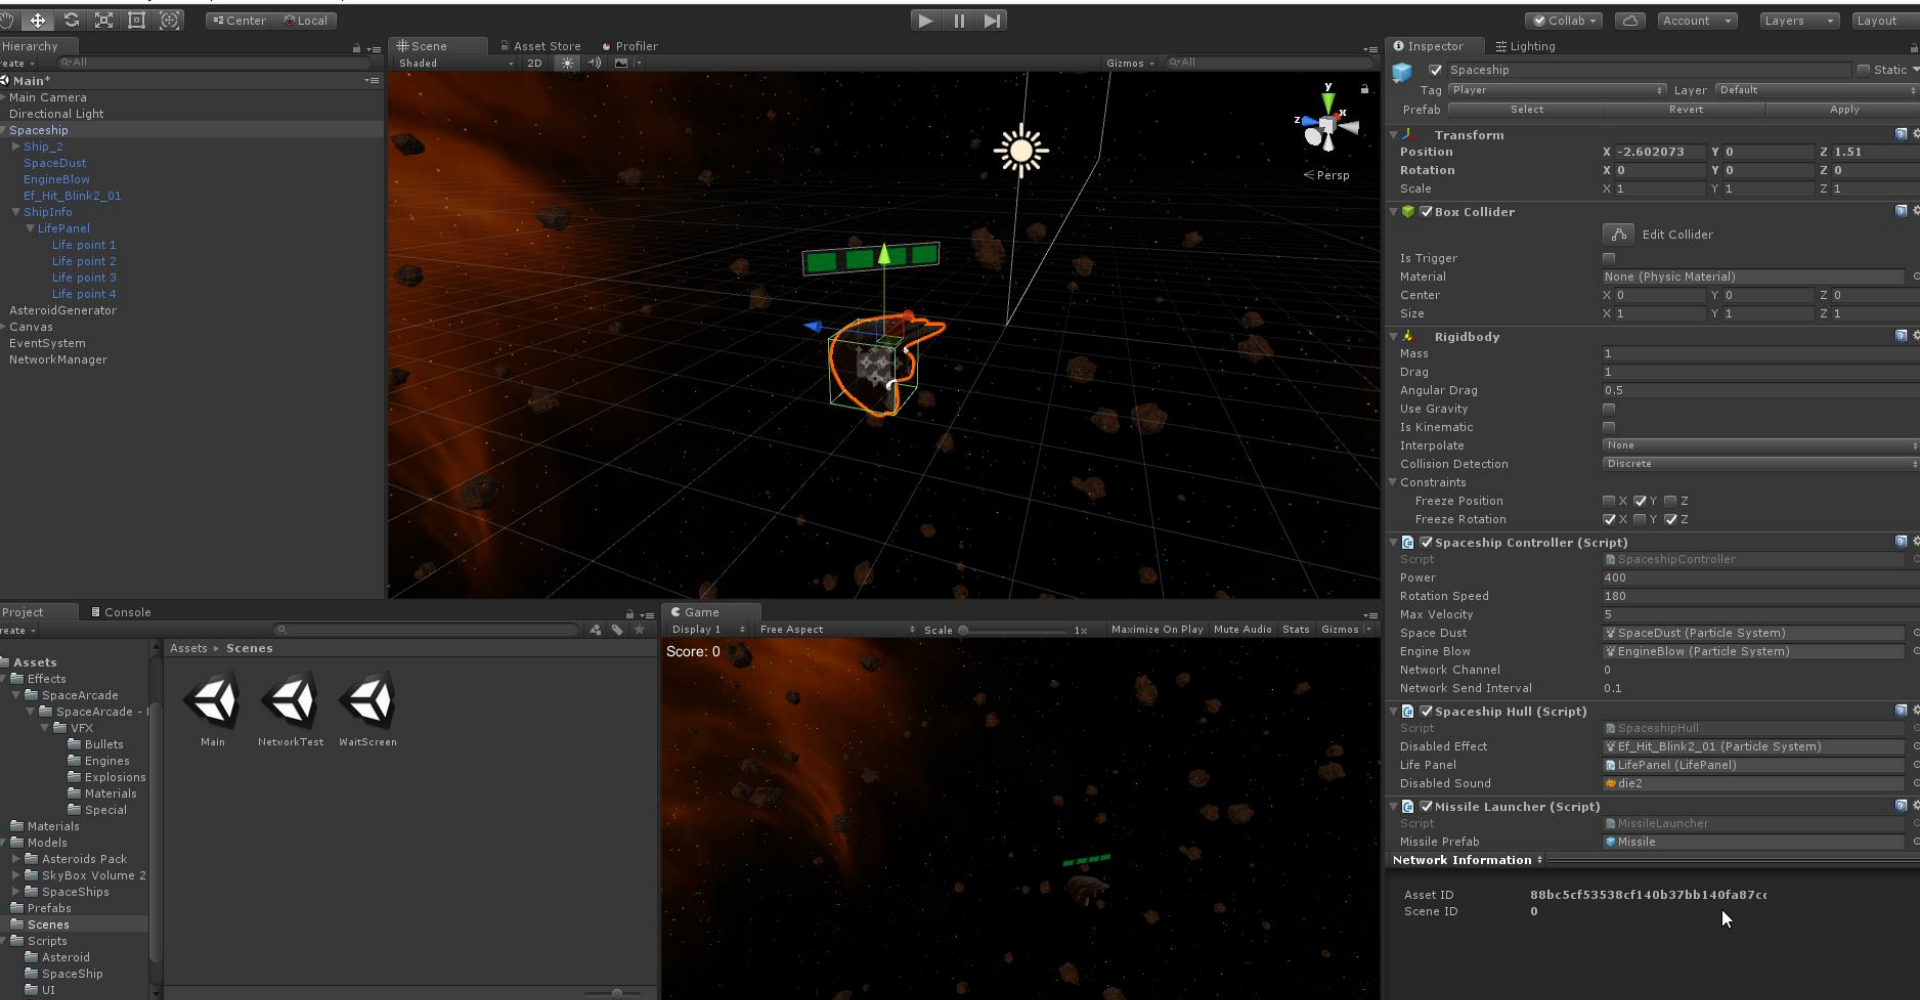 Center Local
Collab Account Layers Layout
Hierarchy
reate All
Main*
Main Camera
Directional Light
Spaceship
Ship_2
SpaceDust
EngineBlow
Ef_Hit_Blink2_01
ShipInfo
LifePanel
Life point 1
Life point 2
Life point 3
Life point 4
AsteroidGenerator
Canvas
EventSystem
NetworkManager
Scene Asset Store Profiler
Shaded 2D Gizmos All
y
x
z
Persp
Project Console
reate
Assets
Effects
SpaceArcade
SpaceArcade -
VFX
Bullets
Engines
Explosions
Materials
Special
Materials
Models
Asteroids Pack
SkyBox Volume 2
SpaceShips
Prefabs
Scenes
Scripts
Asteroid
SpaceShip
UI
Assets Scenes
Main NetworkTest WaitScreen
Game
Display 1 Free Aspect Scale 1x Maximize On Play Mute Audio Stats Gizmos
Score: 0
Inspector Lighting
Spaceship Static
Tag Player Layer Default
Prefab Select Revert Apply
Transform
Position X -2.602073 Y 0 Z 1.51
Rotation X 0 Y 0 Z 0
Scale X 1 Y 1 Z 1
Box Collider
Edit Collider
Is Trigger
Material None (Physic Material)
Center X 0 Y 0 Z 0
Size X 1 Y 1 Z 1
Rigidbody
Mass 1
Drag 1
Angular Drag 0.5
Use Gravity
Is Kinematic
Interpolate None
Collision Detection Discrete
Constraints
Freeze Position X Y Z
Freeze Rotation X Y Z
Spaceship Controller (Script)
Script SpaceshipController
Power 400
Rotation Speed 180
Max Velocity 5
Space Dust SpaceDust (Particle System)
Engine Blow EngineBlow (Particle System)
Network Channel 0
Network Send Interval 0.1
Spaceship Hull (Script)
Script SpaceshipHull
Disabled Effect Ef_Hit_Blink2_01 (Particle System)
Life Panel LifePanel (LifePanel)
Disabled Sound die2
Missile Launcher (Script)
Script MissileLauncher
Missile Prefab Missile
Network Information
Asset ID 88bc5cf53538cf140b37bb140fa87cc
Scene ID 0